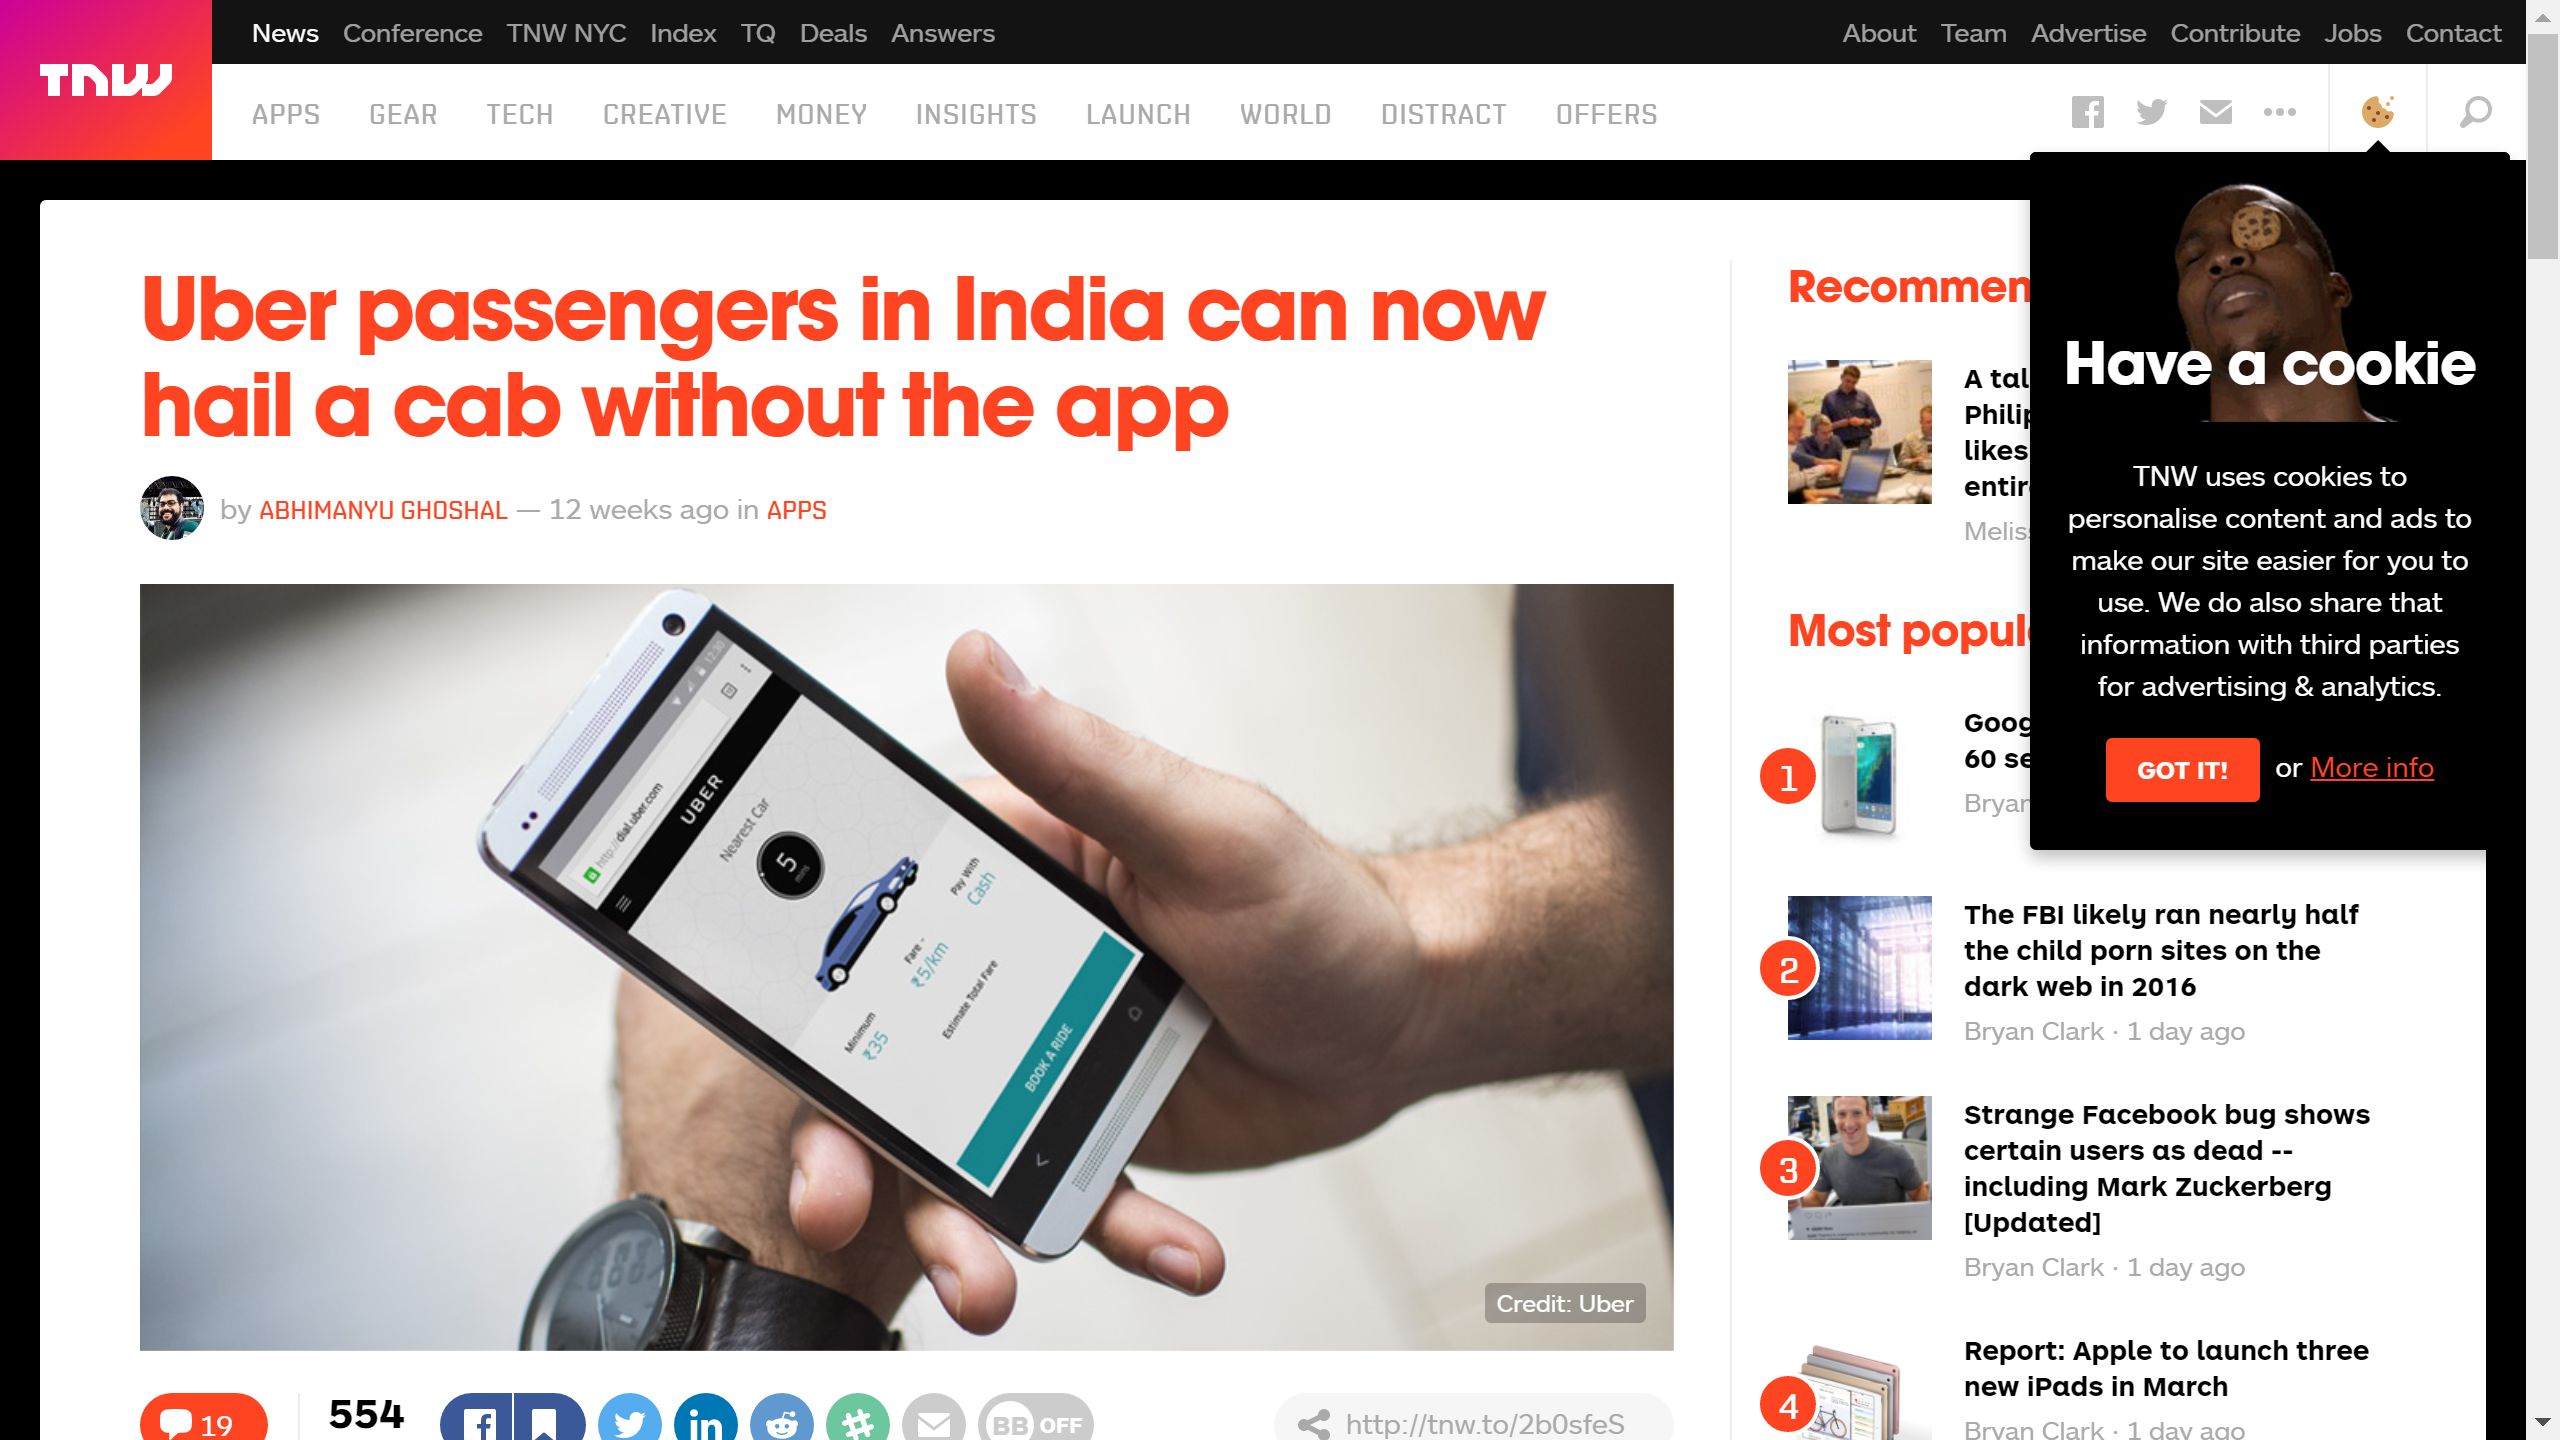 TNW
News Conference TNW NYC Index TQ Deals Answers
About Team Advertise Contribute Jobs Contact
APPS GEAR TECH CREATIVE MONEY INSIGHTS LAUNCH WORLD DISTRACT OFFERS
Uber passengers in India can now
hail a cab without the app
by ABHIMANYU GHOSHAL — 12 weeks ago in APPS
12:30
http://dial.uber.com
UBER
Nearest Car
5
mins
Pay With
Cash
Fare -
₹5/km
Minimum
₹35
Estimate Total Fare
BOOK A RIDE
Credit: Uber
19
554
BB OFF
http://tnw.to/2b0sfeS
Recommen
A tal
Philip
likes
entir
Melis
Most popul
1
Goog
60 se
Bryan
2
The FBI likely ran nearly half
the child porn sites on the
dark web in 2016
Bryan Clark · 1 day ago
3
Strange Facebook bug shows
certain users as dead --
including Mark Zuckerberg
[Updated]
Bryan Clark · 1 day ago
4
Report: Apple to launch three
new iPads in March
Bryan Clark · 1 day ago
Have a cookie
TNW uses cookies to
personalise content and ads to
make our site easier for you to
use. We do also share that
information with third parties
for advertising & analytics.
GOT IT! or More info